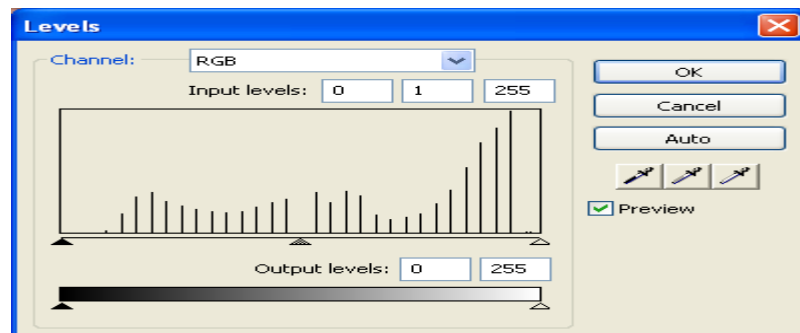 Levels
Channel: RGB
OK
Input levels: 0 1 255
Cancel
Auto
Preview
Output levels: 0 255